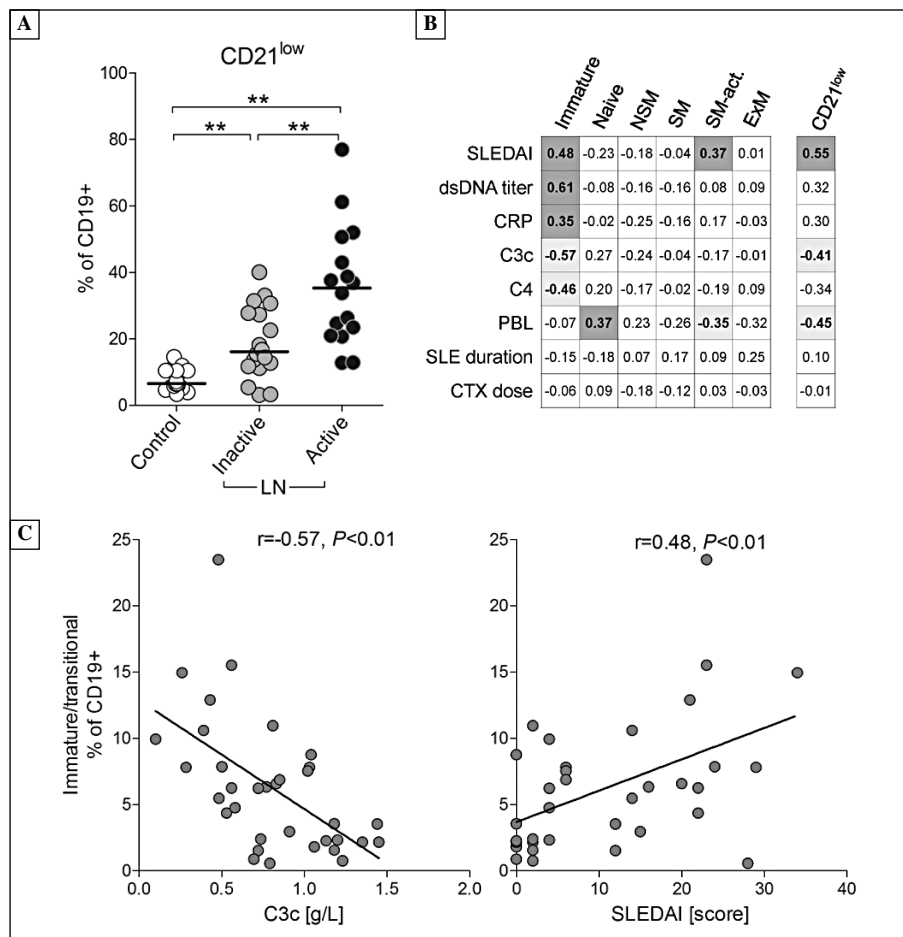 A
CD21low
% of CD19+
100
80
60
40
20
0
**
** **
Control
Inactive
Active
LN
B
Immature Naive NSM SM SM-act. ExM CD21low
SLEDAI 0.48 -0.23 -0.18 -0.04 0.37 0.01 0.55
dsDNA titer 0.61 -0.08 -0.16 -0.16 0.08 0.09 0.32
CRP 0.35 -0.02 -0.25 -0.16 0.17 -0.03 0.30
C3c -0.57 0.27 -0.24 -0.04 -0.17 -0.01 -0.41
C4 -0.46 0.20 -0.17 -0.02 -0.19 0.09 -0.34
PBL -0.07 0.37 0.23 -0.26 -0.35 -0.32 -0.45
SLE duration -0.15 -0.18 0.07 0.17 0.09 0.25 0.10
CTX dose -0.06 0.09 -0.18 -0.12 0.03 -0.03 -0.01
C
Immature/transitional
% of CD19+
r=-0.57, P<0.01
25
20
15
10
5
0
0.0 0.5 1.0 1.5 2.0
C3c [g/L]
r=0.48, P<0.01
25
20
15
10
5
0
0 10 20 30 40
SLEDAI [score]